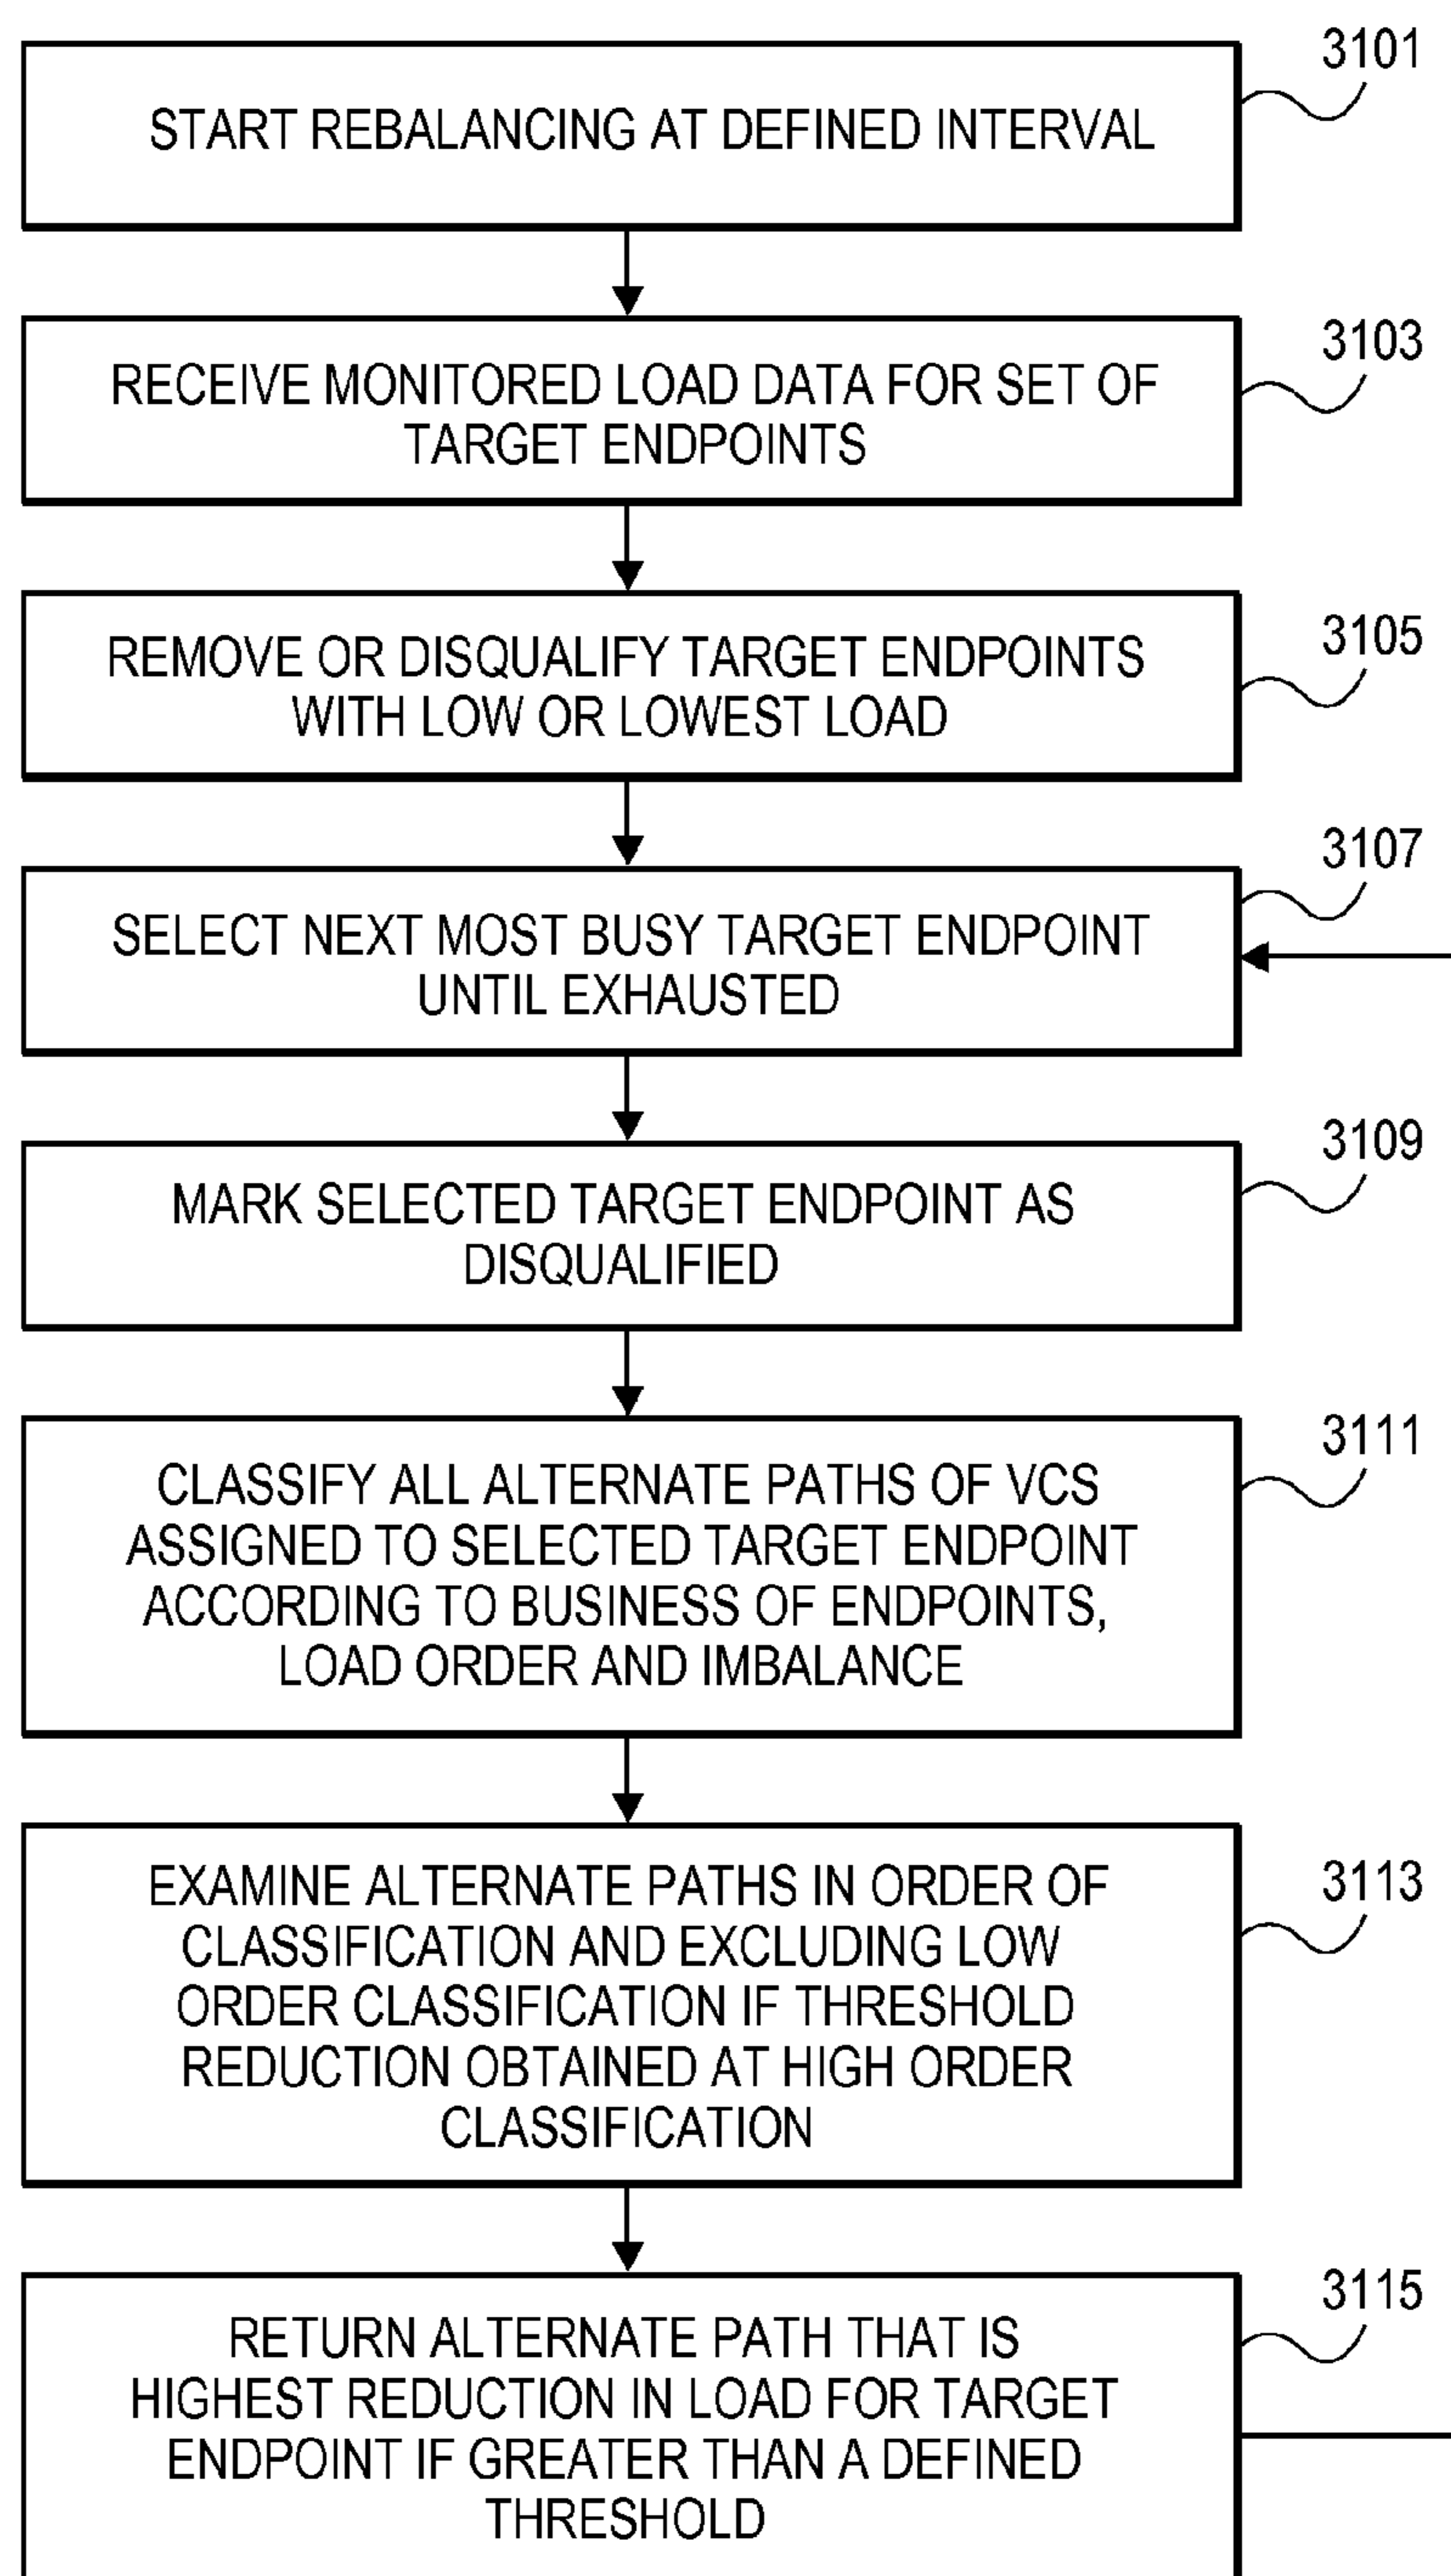 3101
START REBALANCING AT DEFINED INTERVAL
3103
RECEIVE MONITORED LOAD DATA FOR SET OF
TARGET ENDPOINTS
3105
REMOVE OR DISQUALIFY TARGET ENDPOINTS
WITH LOW OR LOWEST LOAD
3107
SELECT NEXT MOST BUSY TARGET ENDPOINT
UNTIL EXHAUSTED
3109
MARK SELECTED TARGET ENDPOINT AS
DISQUALIFIED
3111
CLASSIFY ALL ALTERNATE PATHS OF VCS
ASSIGNED TO SELECTED TARGET ENDPOINT
ACCORDING TO BUSINESS OF ENDPOINTS,
LOAD ORDER AND IMBALANCE
3113
EXAMINE ALTERNATE PATHS IN ORDER OF
CLASSIFICATION AND EXCLUDING LOW
ORDER CLASSIFICATION IF THRESHOLD
REDUCTION OBTAINED AT HIGH ORDER
CLASSIFICATION
3115
RETURN ALTERNATE PATH THAT IS
HIGHEST REDUCTION IN LOAD FOR TARGET
ENDPOINT IF GREATER THAN A DEFINED
THRESHOLD